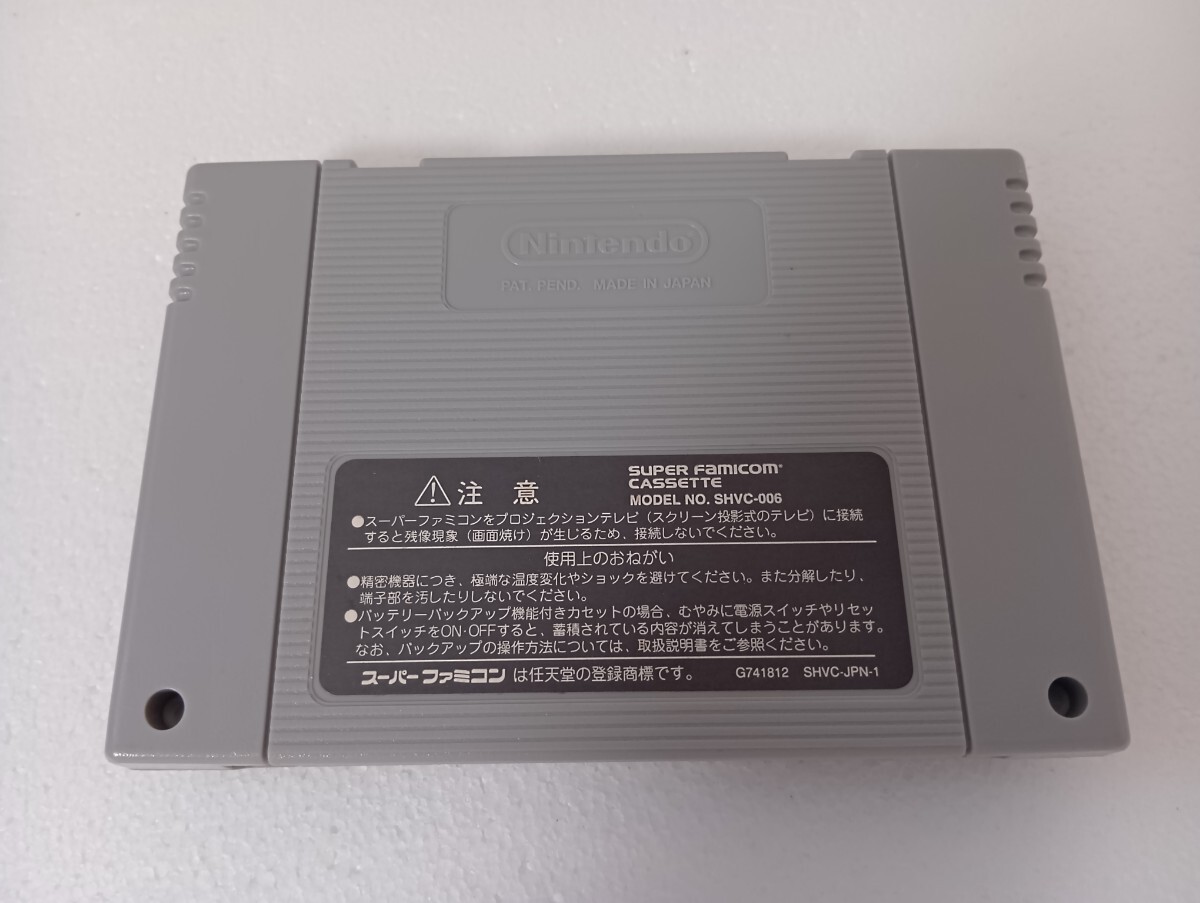 Nintendo®
PAT. PEND. MADE IN JAPAN
⚠注 意
SUPER FAMICOM®
CASSETTE
MODEL NO. SHVC-006
●スーパーファミコンをプロジェクションテレビ（スクリーン投影式のテレビ）に接続
すると残像現象（画面焼け）が生じるため、接続しないでください。
使用上のおねがい
●精密機器につき、極端な温度変化やショックを避けてください。また分解したり、
端子部を汚したりしないでください。
●バッテリーバックアップ機能付きカセットの場合、むやみに電源スイッチやリセッ
トスイッチをON･OFFすると、蓄積されている内容が消えてしまうことがあります。
なお、バックアップの操作方法については、取扱説明書をご参照ください。
スーパーファミコンは任天堂の登録商標です。 G741812 SHVC-JPN-1